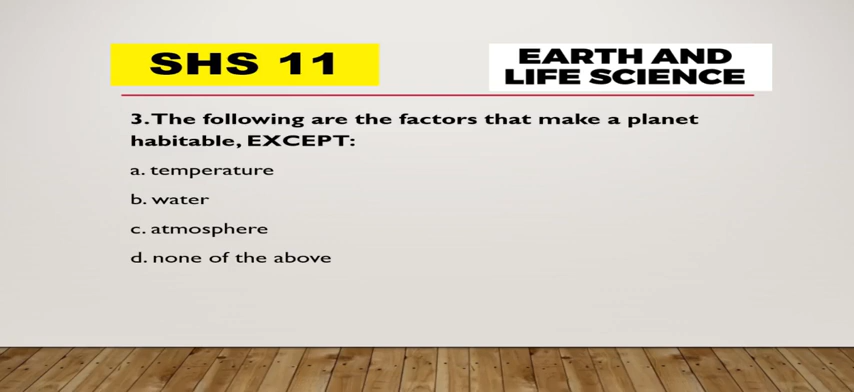 SHS 11
EARTH AND
LIFE SCIENCE
3. The following are the factors that make a planet
habitable, EXCEPT:
a. temperature
b. water
c. atmosphere
d. none of the above